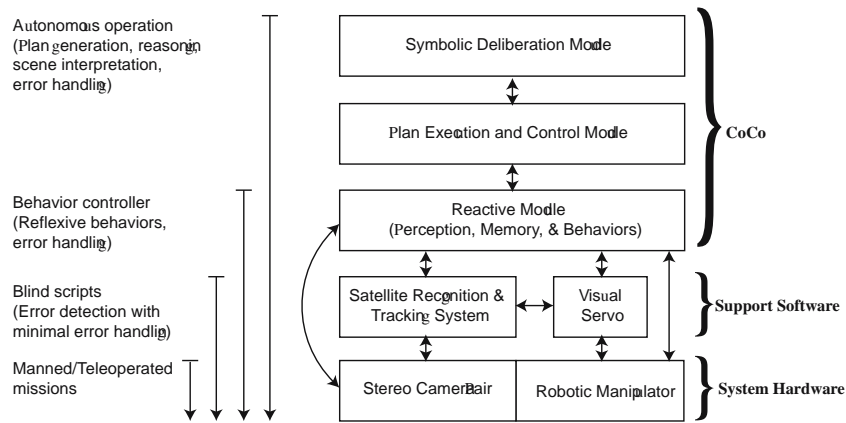 Autonomous operation
(Plan generation, reasoning,
scene interpretation,
error handling)
Symbolic Deliberation Module
Plan Execution and Control Module
CoCo
Behavior controller
(Reflexive behaviors,
error handling)
Reactive Module
(Perception, Memory, & Behaviors)
Blind scripts
(Error detection with
minimal error handling)
Satellite Recognition &
Tracking System
Visual
Servo
Support Software
Manned/Teleoperated
missions
Stereo Camera Pair
Robotic Manipulator
System Hardware